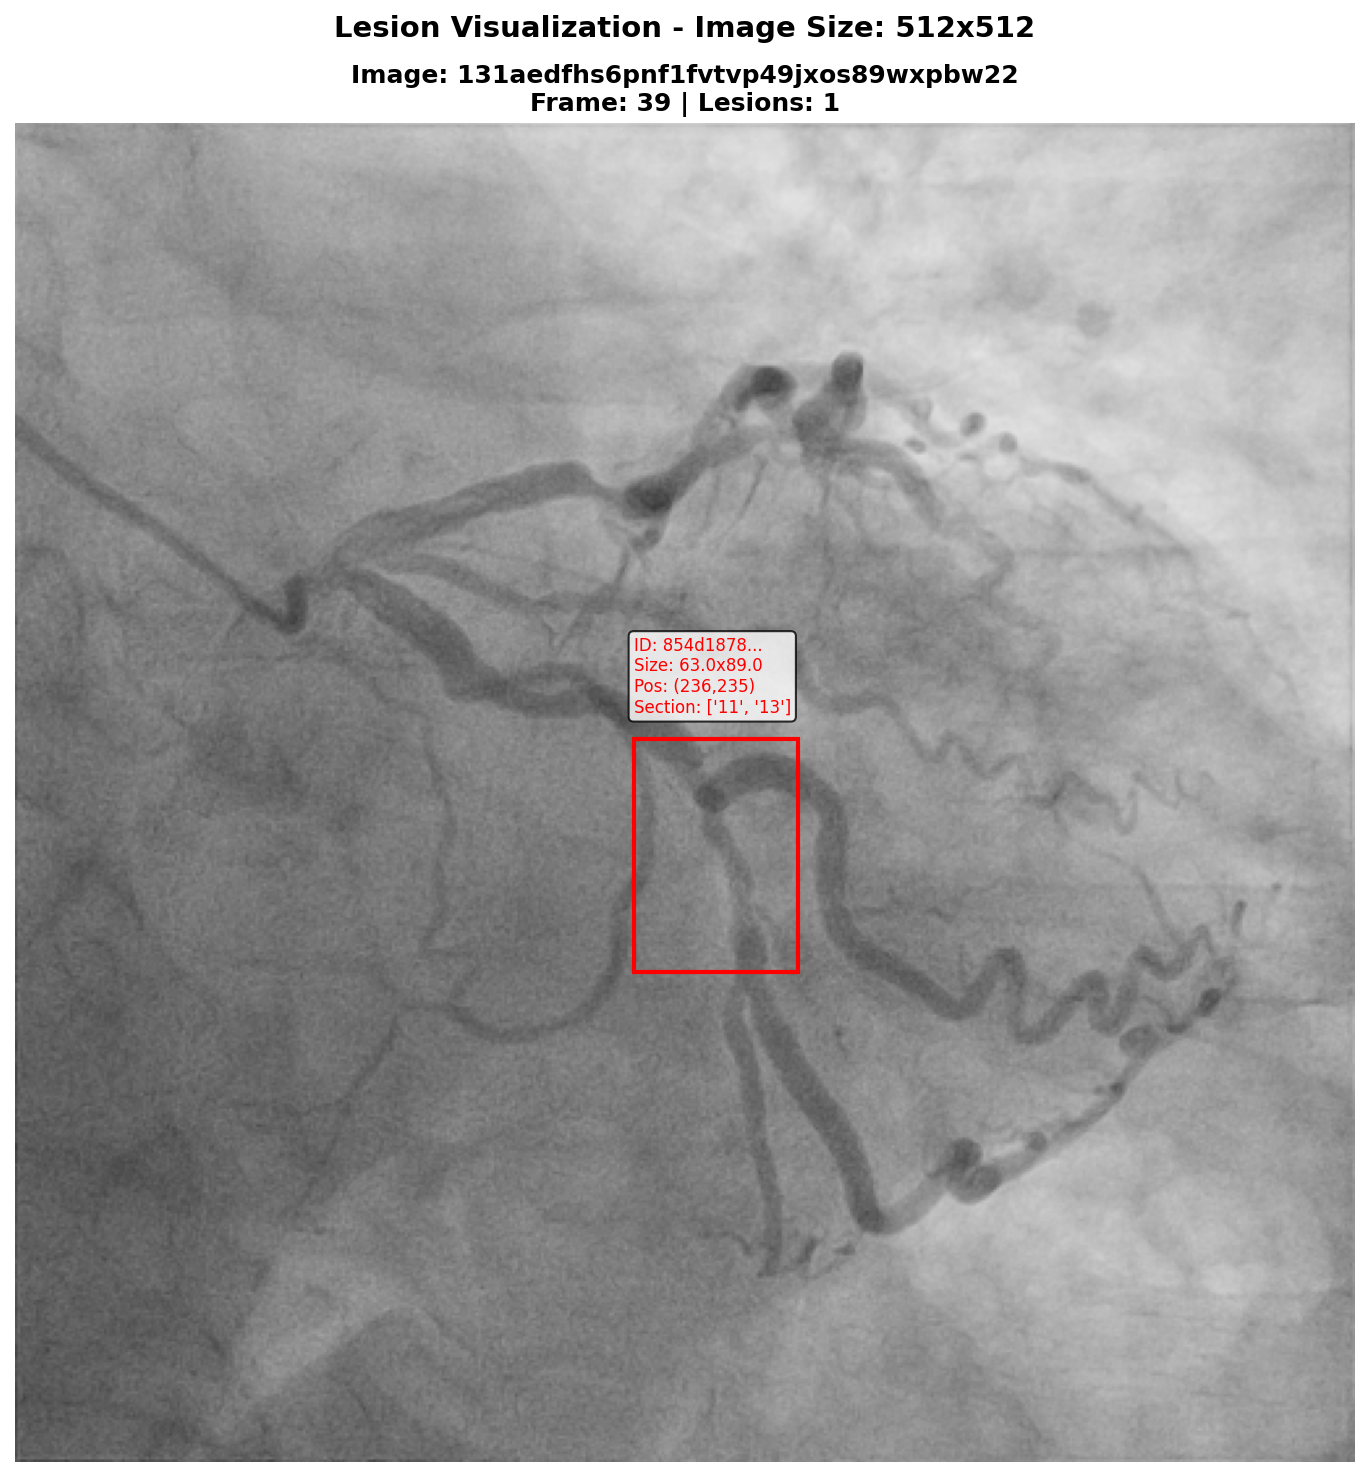 Lesion Visualization - Image Size: 512x512
Image: 131aedfhs6pnf1fvtvp49jxos89wxpbw22
Frame: 39 | Lesions: 1
ID: 854d1878...
Size: 63.0x89.0
Pos: (236,235)
Section: ['11', '13']